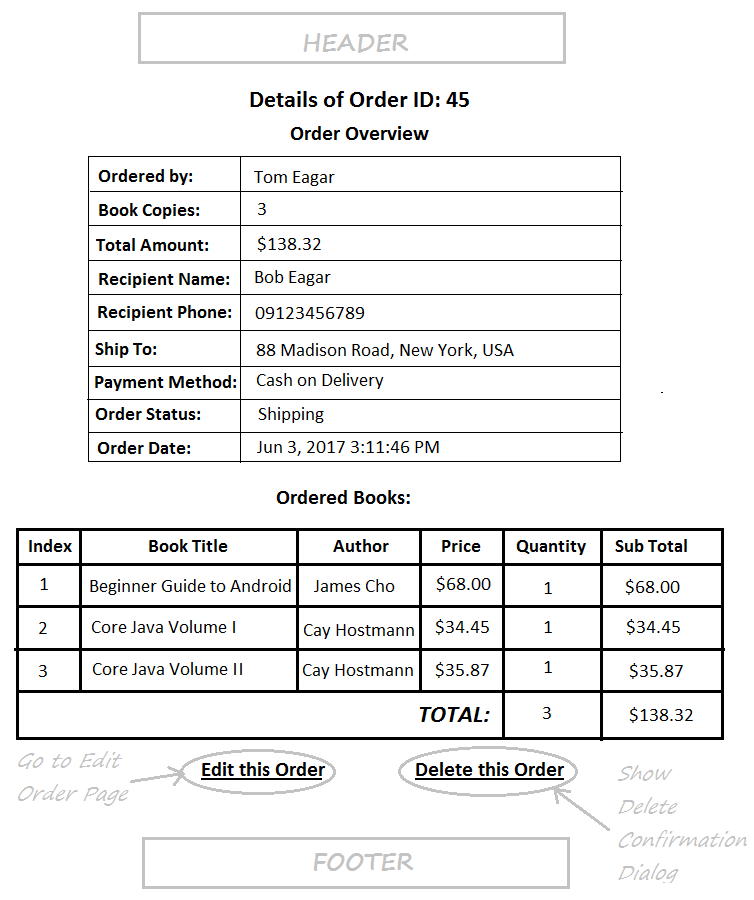 HEADER
Details of Order ID: 45
Order Overview
Ordered by: Tom Eagar
Book Copies: 3
Total Amount: $138.32
Recipient Name: Bob Eagar
Recipient Phone: 09123456789
Ship To: 88 Madison Road, New York, USA
Payment Method: Cash on Delivery
Order Status: Shipping
Order Date: Jun 3, 2017 3:11:46 PM
Ordered Books:
Index Book Title Author Price Quantity Sub Total
1 Beginner Guide to Android James Cho $68.00 1 $68.00
2 Core Java Volume I Cay Hostmann $34.45 1 $34.45
3 Core Java Volume II Cay Hostmann $35.87 1 $35.87
TOTAL: 3 $138.32
Go to Edit
Order Page
Edit this Order
Delete this Order
Show
Delete
Confirmation
Dialog
FOOTER